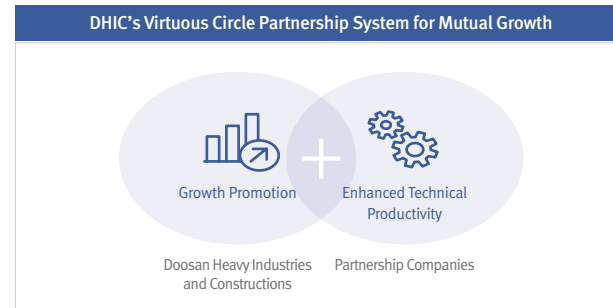 DHIC's Virtuous Circle Partnership System for Mutual Growth
Growth Promotion
Enhanced Technical
Productivity
Doosan Heavy Industries
and Constructions
Partnership Companies